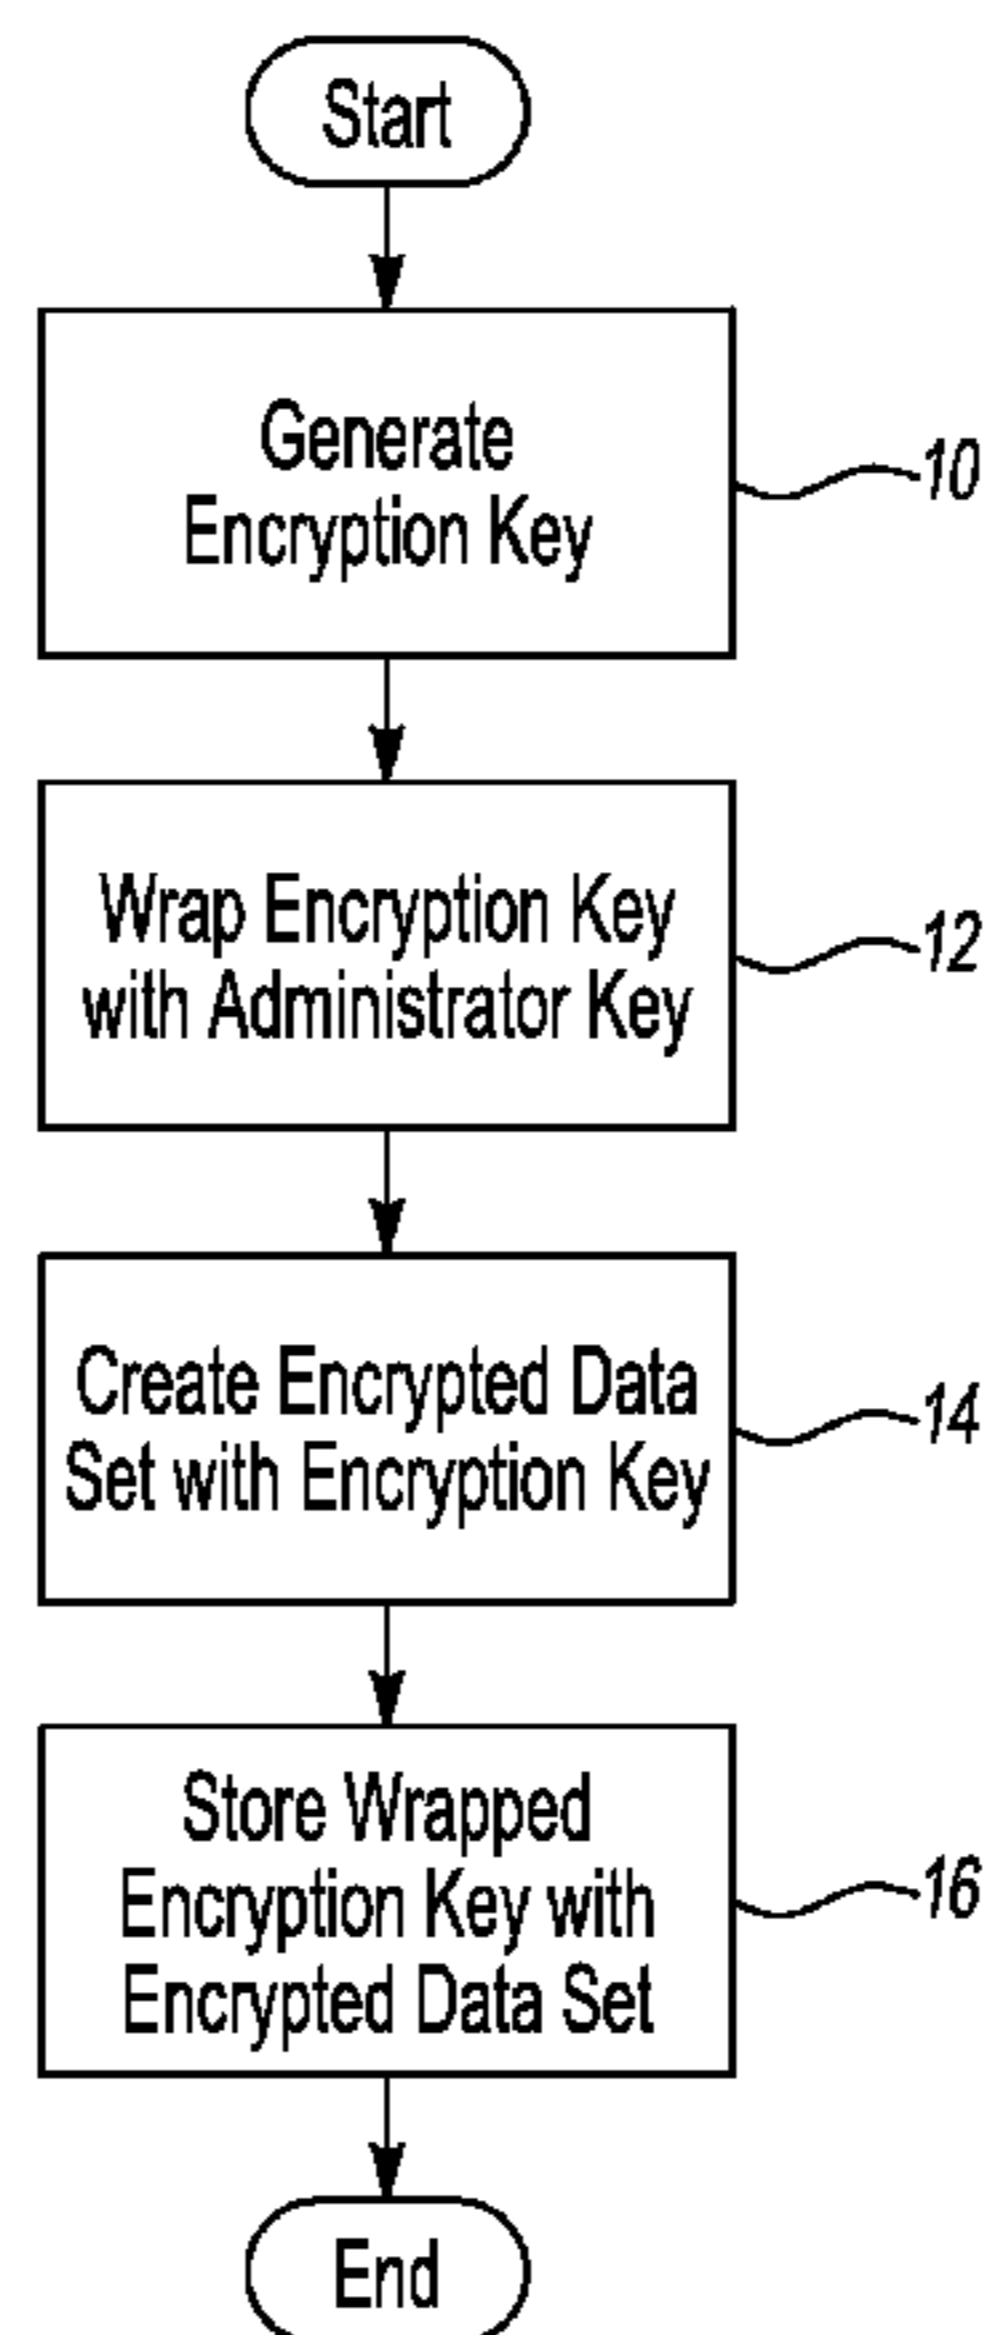 Start
Generate
Encryption Key
10
Wrap Encryption Key
with Administrator Key
12
Create Encrypted Data
Set with Encryption Key
14
Store Wrapped
Encryption Key with
Encrypted Data Set
16
End